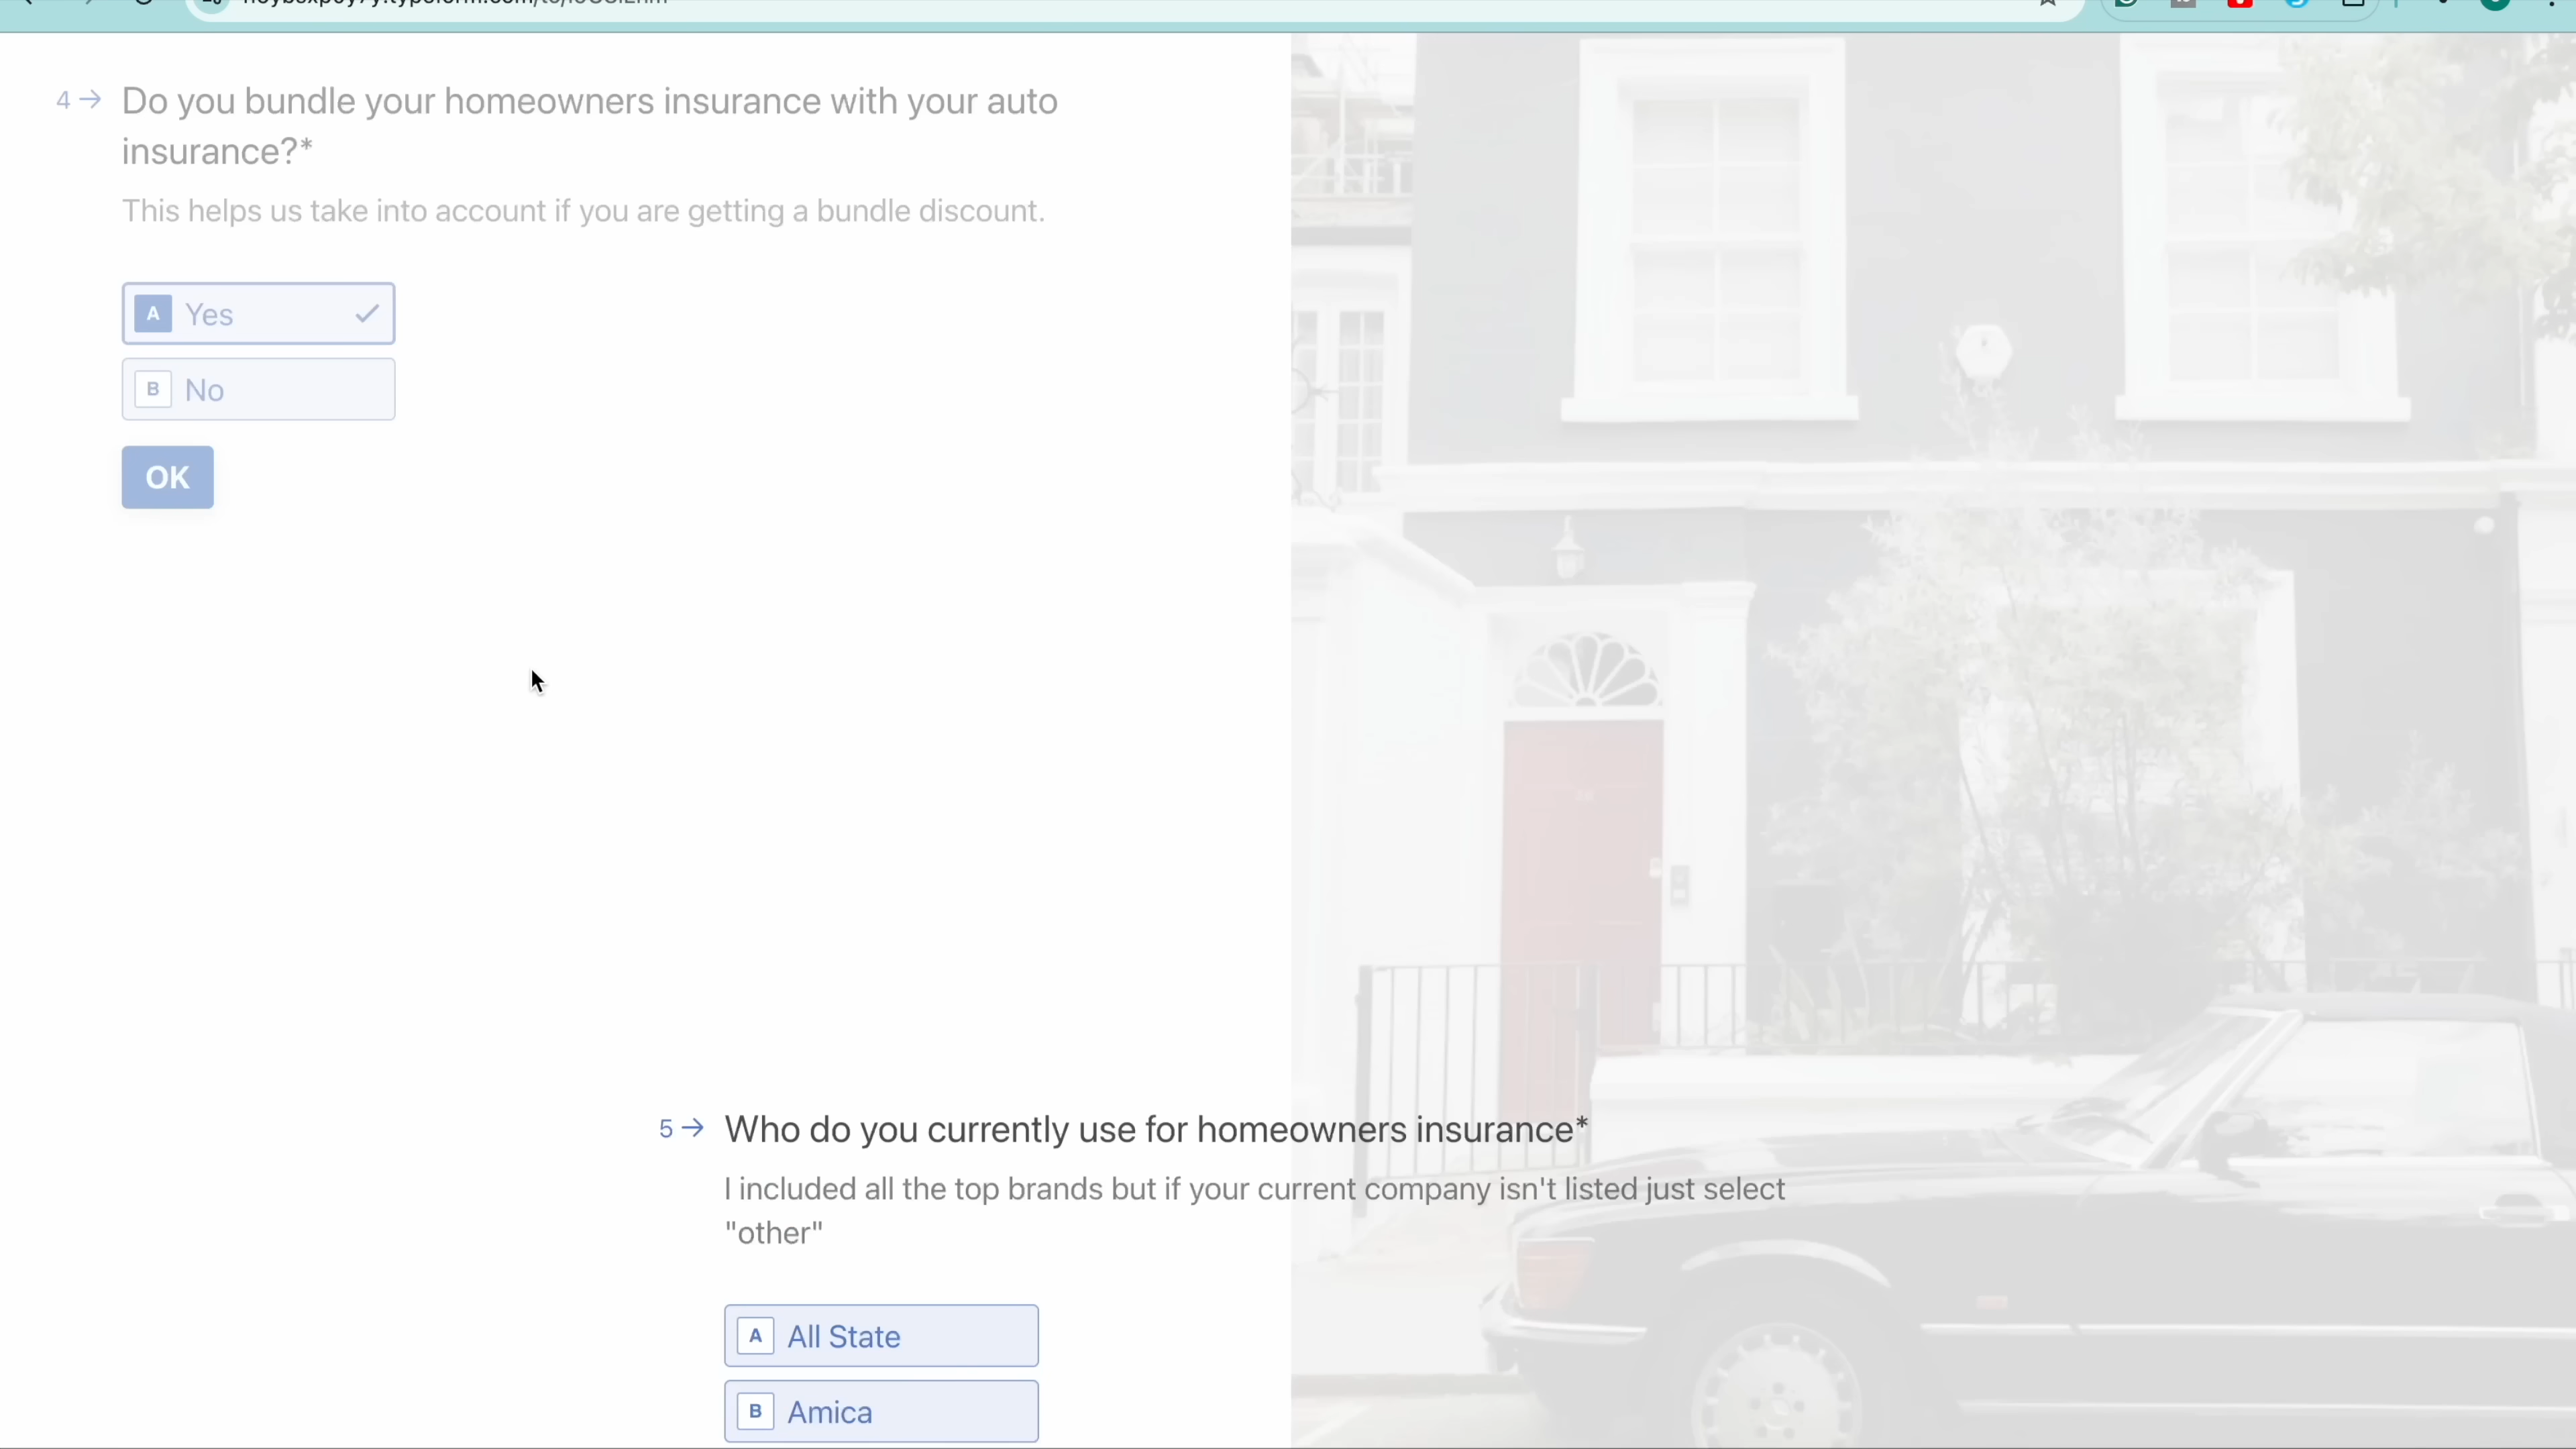 4
Do you bundle your homeowners insurance with your auto
insurance?*
This helps us take into account if you are getting a bundle discount.
A Yes
B No
OK
5
Who do you currently use for homeowners insurance*
I included all the top brands but if your current company isn't listed just select
"other"
A All State
B Amica